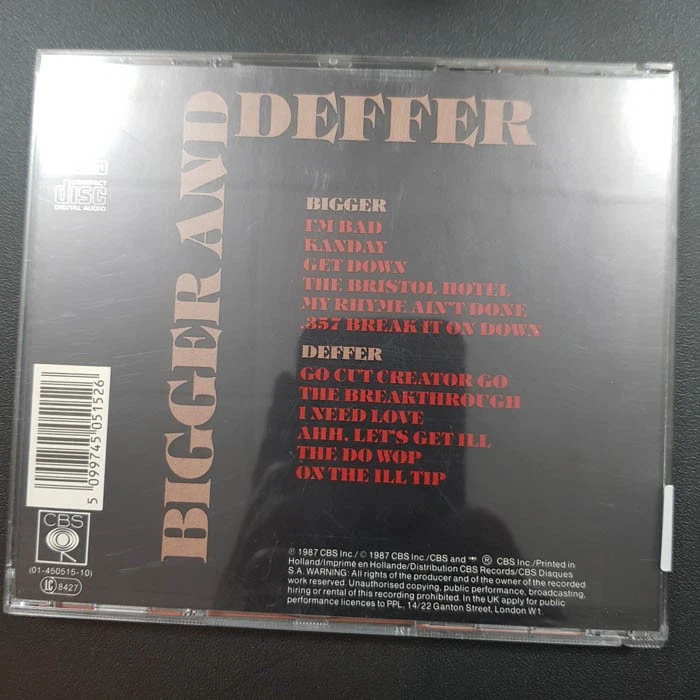 BIGGER AND
DEFFER
COMPACT
disc
DIGITAL AUDIO
BIGGER
I'M BAD
KANDAY
GET DOWN
THE BRISTOL HOTEL
MY RHYME AIN'T DONE
.357 BREAK IT ON DOWN
DEFFER
GO CUT CREATOR GO
THE BREAKTHROUGH
I NEED LOVE
AHH, LET'S GET ILL
THE DO WOP
ON THE ILL TIP
5 099745 051526
CBS
(01-450515-10)
LC 8427
℗ 1987 CBS Inc./ © 1987 CBS Inc./CBS and ® CBS Inc./Printed in
Holland/Imprimé en Hollande/Distribution CBS Records/CBS Disques
S.A. WARNING: All rights of the producer and of the owner of the recorded
work reserved. Unauthorised copying, public performance, broadcasting,
hiring or rental of this recording prohibited. In the UK apply for public
performance licences to PPL, 14/22 Ganton Street, London W1.